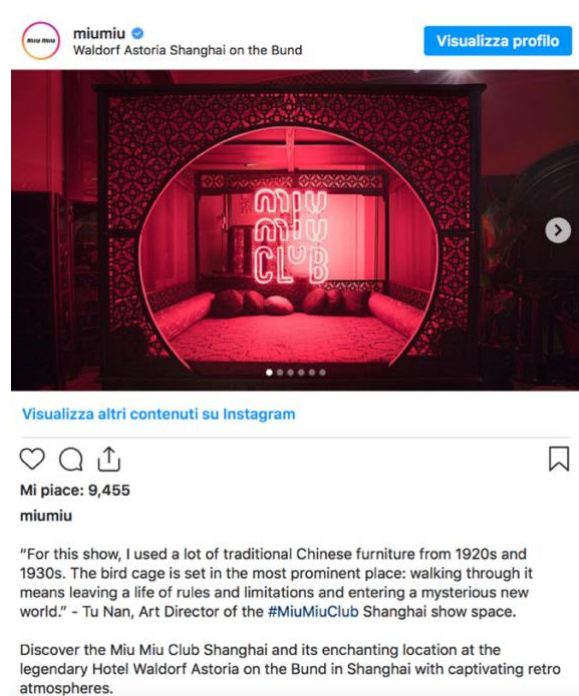 miu miu
miumiu
Waldorf Astoria Shanghai on the Bund
Visualizza profilo
MIU
MIU
CLUB
Visualizza altri contenuti su Instagram
Mi piace: 9,455
miumiu
“For this show, I used a lot of traditional Chinese furniture from 1920s and
1930s. The bird cage is set in the most prominent place: walking through it
means leaving a life of rules and limitations and entering a mysterious new
world.” - Tu Nan, Art Director of the #MiuMiuClub Shanghai show space.
Discover the Miu Miu Club Shanghai and its enchanting location at the
legendary Hotel Waldorf Astoria on the Bund in Shanghai with captivating retro
atmospheres.